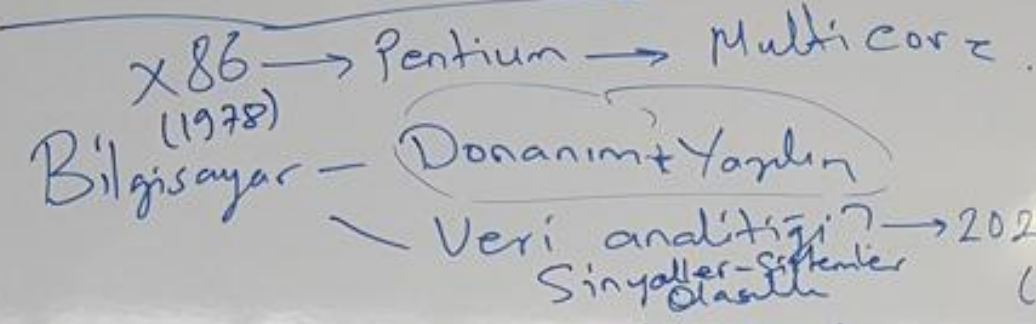 x86 → Pentium → Multicore
(1978)
Bilgisayar – Donanım + Yazılım
Veri analitiği? → 202
Sinyaller-Sistemler
Olasılık
(